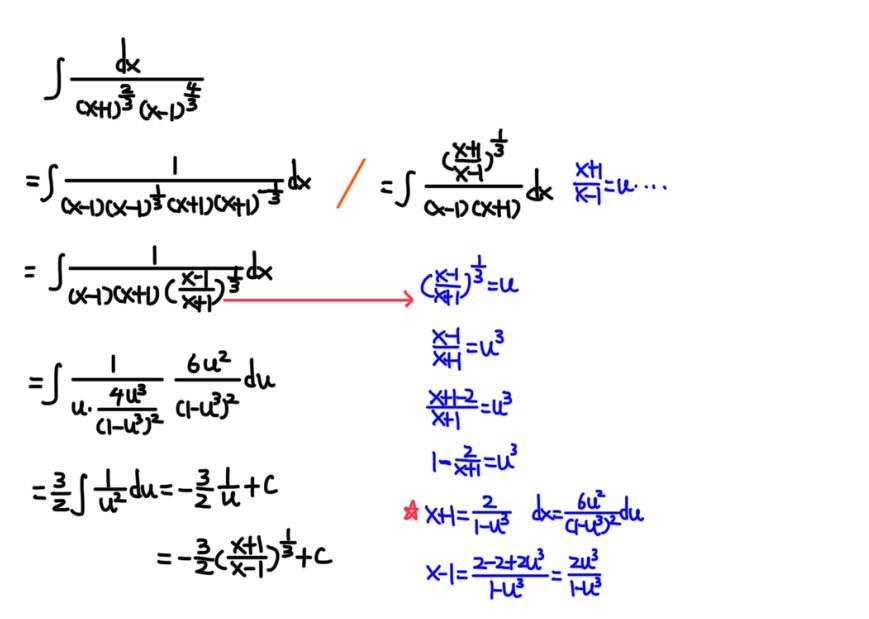 ∫ dx / ((x+1)^(2/3) (x-1)^(4/3))
= ∫ 1 / ((x-1)(x-1)^(1/3) (x+1)(x+1)^(-1/3)) dx / = ∫ ((x+1)/(x-1))^(1/3) / ((x-1)(x+1)) dx (x+1)/(x-1) = u ....
= ∫ 1 / ((x-1)(x+1) ((x-1)/(x+1))^(1/3)) dx → ((x-1)/(x+1))^(1/3) = u
(x-1)/(x+1) = u³
= ∫ 1 / (u · 4u³/(1-u³)²) 6u²/(1-u³)² du
(x+1-2)/(x+1) = u³
1 - 2/(x+1) = u³
= 3/2 ∫ 1/u² du = -3/2 1/u + C
☆ x+1 = 2/(1-u³) dx = 6u²/(1-u³)² du
= -3/2 ((x+1)/(x-1))^(1/3) + C
x-1 = (2-2+2u³)/(1-u³) = 2u³/(1-u³)